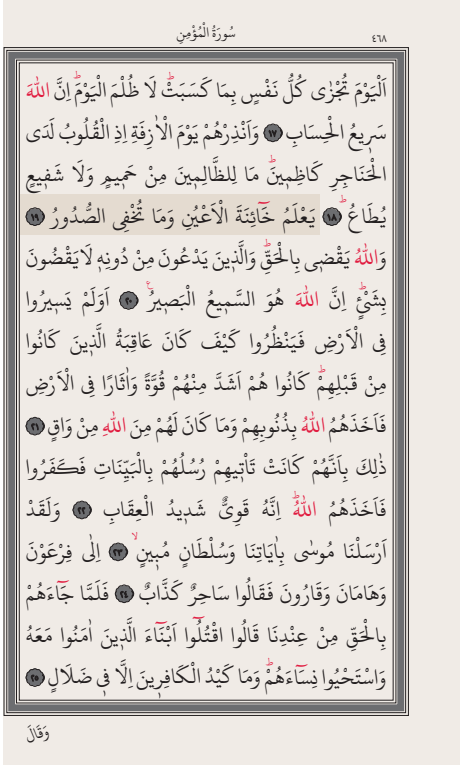 سُورَةُ الْمُؤْمِنِ
٤٦٨
اَلْيَوْمَ تُجْزٰى كُلُّ نَفْسٍ بِمَا كَسَبَتْۜ لَا ظُلْمَ الْيَوْمَۜ اِنَّ اللّٰهَ
سَر۪يعُ الْحِسَابِ ﴿١٧﴾ وَاَنْذِرْهُمْ يَوْمَ الْاٰزِفَةِ اِذِ الْقُلُوبُ لَدَى
الْحَنَاجِرِ كَاظِم۪ينَۜ مَا لِلظَّالِم۪ينَ مِنْ حَم۪يمٍ وَلَا شَف۪يعٍ
يُطَاعُۜ ﴿١٨﴾ يَعْلَمُ خَٓائِنَةَ الْاَعْيُنِ وَمَا تُخْفِي الصُّدُورُ ﴿١٩﴾
وَاللّٰهُ يَقْض۪ي بِالْحَقِّۜ وَالَّذ۪ينَ يَدْعُونَ مِنْ دُونِه۪ لَا يَقْضُونَ
بِشَيْءٍۜ اِنَّ اللّٰهَ هُوَ السَّم۪يعُ الْبَص۪يرُ۟ ﴿٢٠﴾ اَوَلَمْ يَس۪يرُوا
فِي الْاَرْضِ فَيَنْظُرُوا كَيْفَ كَانَ عَاقِبَةُ الَّذ۪ينَ كَانُوا
مِنْ قَبْلِهِمْۜ كَانُوا هُمْ اَشَدَّ مِنْهُمْ قُوَّةً وَاٰثَارًا فِي الْاَرْضِ
فَاَخَذَهُمُ اللّٰهُ بِذُنُوبِهِمْ وَمَا كَانَ لَهُمْ مِنَ اللّٰهِ مِنْ وَاقٍ ﴿٢١﴾
ذٰلِكَ بِاَنَّهُمْ كَانَتْ تَأْت۪يهِمْ رُسُلُهُمْ بِالْبَيِّنَاتِ فَكَفَرُوا
فَاَخَذَهُمُ اللّٰهُۜ اِنَّهُ قَوِيٌّ شَد۪يدُ الْعِقَابِ ﴿٢٢﴾ وَلَقَدْ
اَرْسَلْنَا مُوسٰى بِاٰيَاتِنَا وَسُلْطَانٍ مُب۪ينٍۙ ﴿٢٣﴾ اِلٰى فِرْعَوْنَ
وَهَامَانَ وَقَارُونَ فَقَالُوا سَاحِرٌ كَذَّابٌ ﴿٢٤﴾ فَلَمَّا جَٓاءَهُمْ
بِالْحَقِّ مِنْ عِنْدِنَا قَالُوا اقْتُلُٓوا اَبْنَٓاءَ الَّذ۪ينَ اٰمَنُوا مَعَهُ
وَاسْتَحْيُوا نِسَٓاءَهُمْۜ وَمَا كَيْدُ الْكَافِر۪ينَ اِلَّا ف۪ي ضَلَالٍ ﴿٢٥﴾
وَقَالَ